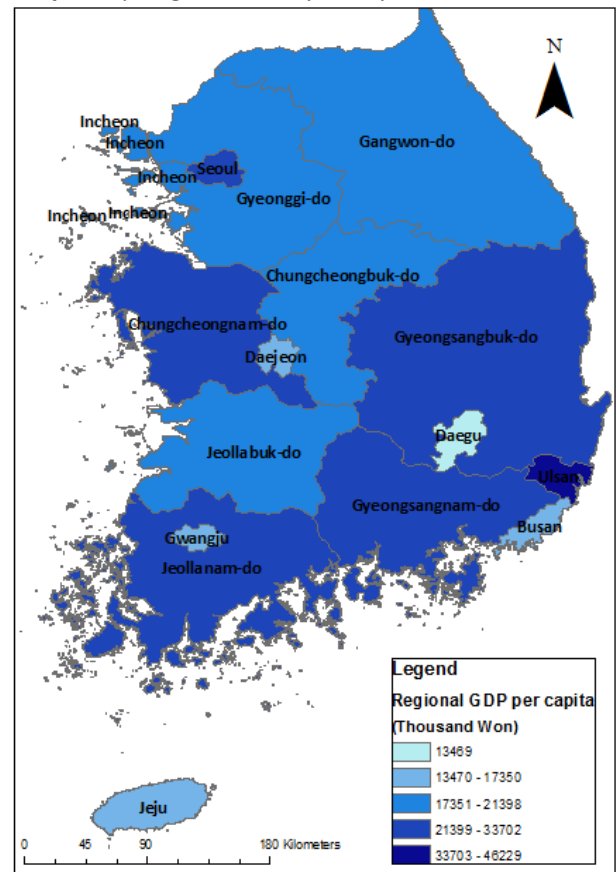 N
Incheon
Incheon
Gangwon-do
Incheon
Seoul
Gyeonggi-do
Incheon
Incheon
Chungcheongbuk-do
Chungcheongnam-do
Gyeongsangbuk-do
Daejeon
Daegu
Jeollabuk-do
Ulsan
Gyeongsangnam-do
Busan
Gwangju
Jeollanam-do
Legend
Regional GDP per capita
(Thousand Won)
13469
13470 - 17350
17351 - 21398
21399 - 33702
33703 - 46229
Jeju
0 45 90 180 Kilometers